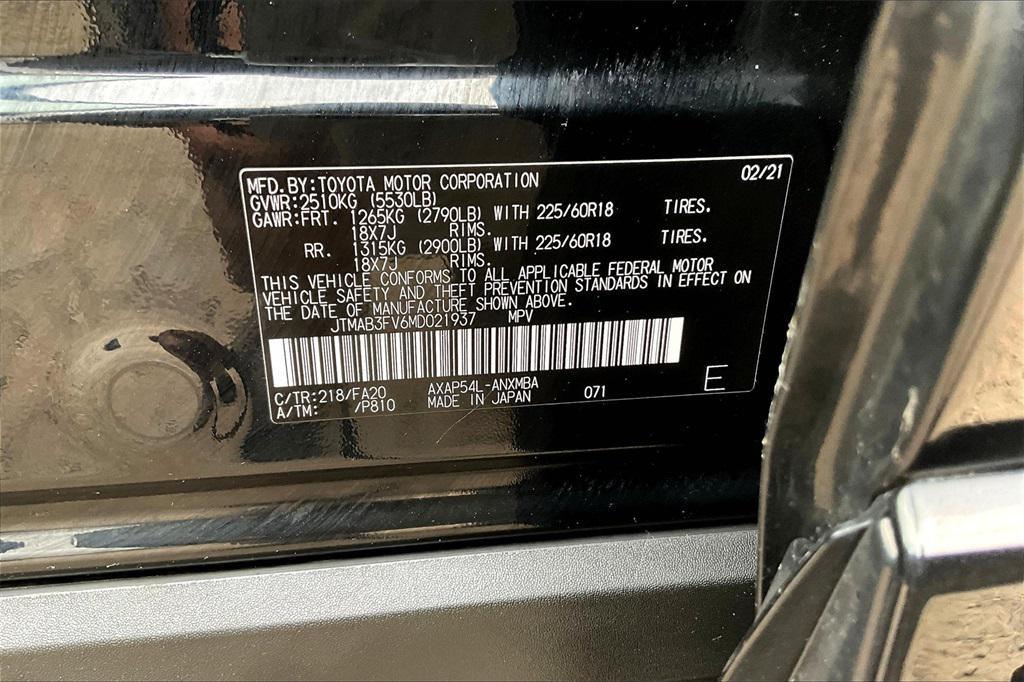 MFD.BY:TOYOTA MOTOR CORPORATION 02/21
GVWR:2510KG (5530LB)
GAWR:FRT. 1265KG (2790LB) WITH 225/60R18 TIRES.
18X7J RIMS.
RR. 1315KG (2900LB) WITH 225/60R18 TIRES.
18X7J RIMS.
THIS VEHICLE CONFORMS TO ALL APPLICABLE FEDERAL MOTOR
VEHICLE SAFETY AND THEFT PREVENTION STANDARDS IN EFFECT ON
THE DATE OF MANUFACTURE SHOWN ABOVE.
JTMAB3FV6MD021937 MPV
C/TR:218/FA20 AXAP54L-ANXMBA 071 E
A/TM: /P810 MADE IN JAPAN